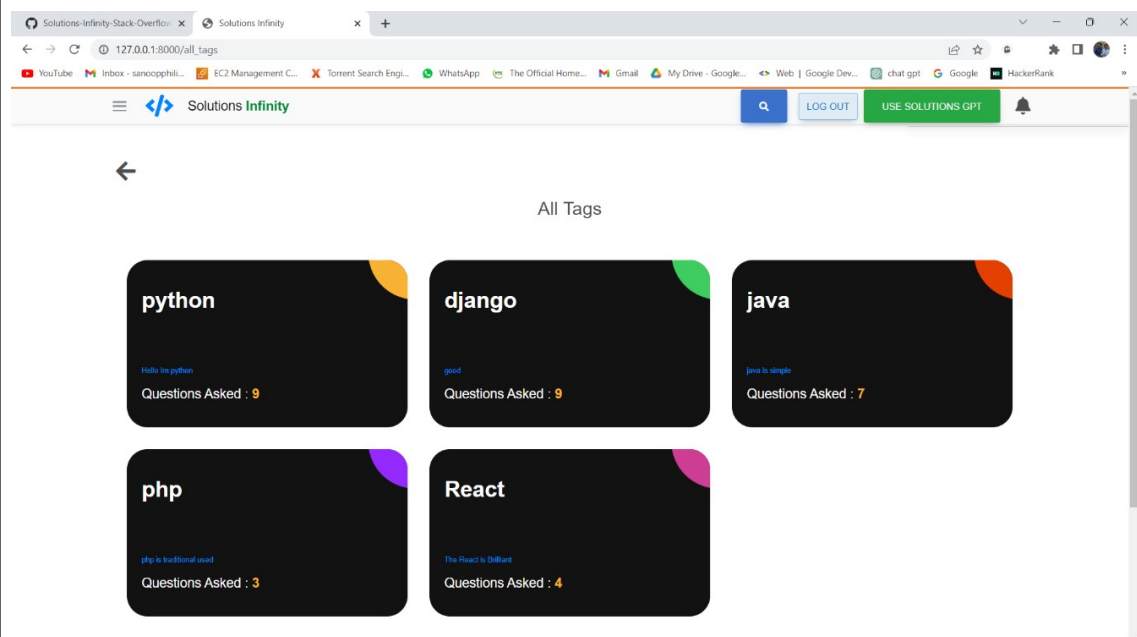 Solutions-Infinity-Stack-Overflow Solutions Infinity
127.0.0.1:8000/all_tags
YouTube Inbox - sanoopphili... EC2 Management C... Torrent Search Engi... WhatsApp The Official Home... Gmail My Drive - Google... Web | Google Dev... chat gpt Google HackerRank »
Solutions Infinity LOG OUT USE SOLUTIONS GPT
All Tags
python django java
Hello Im python good java is simple
Questions Asked : 9 Questions Asked : 9 Questions Asked : 7
php React
php is traditional used The React is Brilliant
Questions Asked : 3 Questions Asked : 4